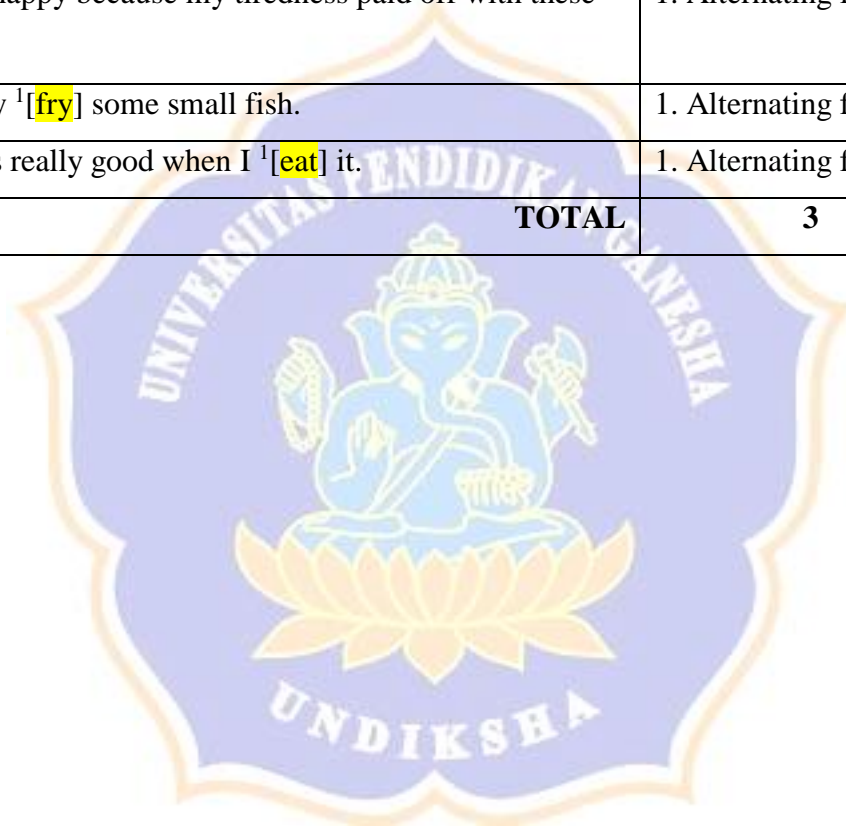 happy because my tiredness paid off with these
1. Alternating
y ¹[fry] some small fish.
1. Alternating f
s really good when I ¹[eat] it.
1. Alternating f
TOTAL
3
UNIVERSITAS PENDIDIKAN GANESHA
UNDIKSHA